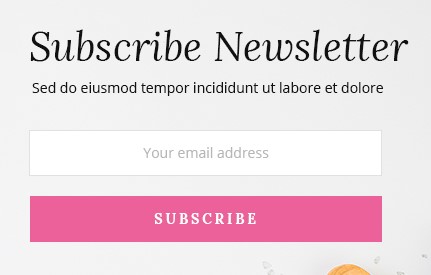 Subscribe Newsletter
Sed do eiusmod tempor incididunt ut labore et dolore
Your email address
SUBSCRIBE